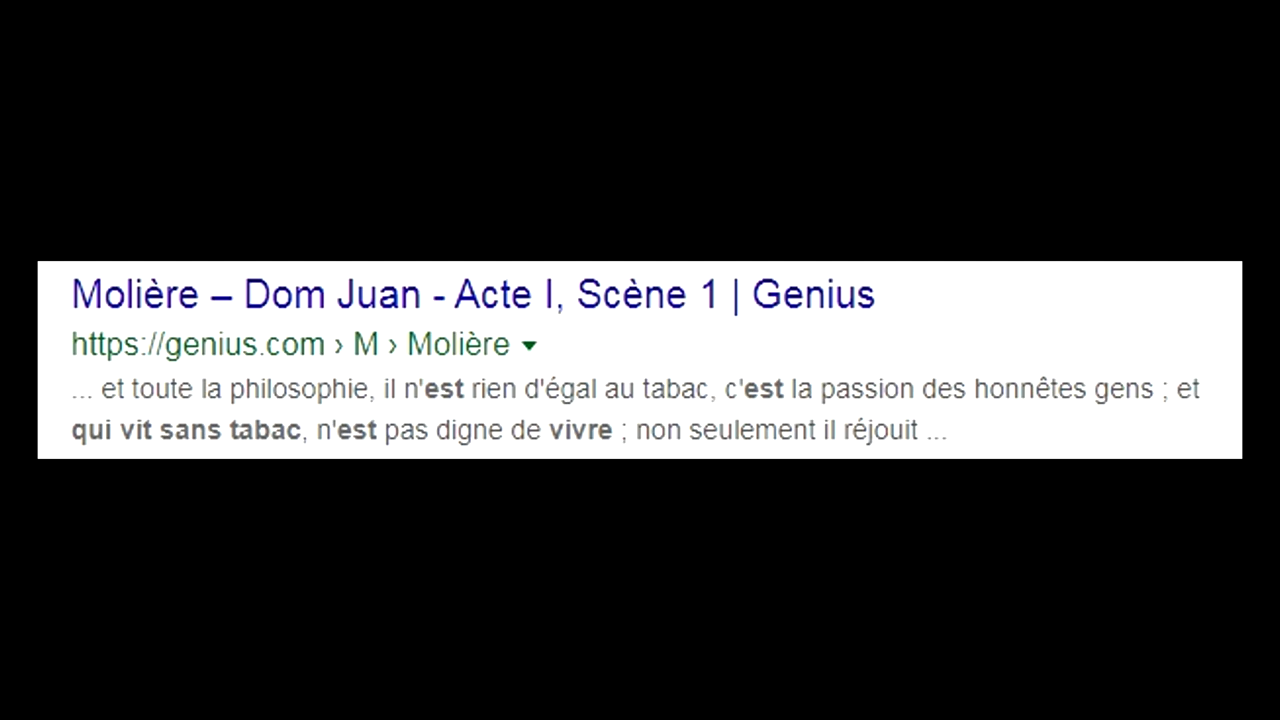 Molière – Dom Juan - Acte I, Scène 1 | Genius
https://genius.com › M › Molière
... et toute la philosophie, il n'est rien d'égal au tabac, c'est la passion des honnêtes gens ; et
qui vit sans tabac, n'est pas digne de vivre ; non seulement il réjouit ...